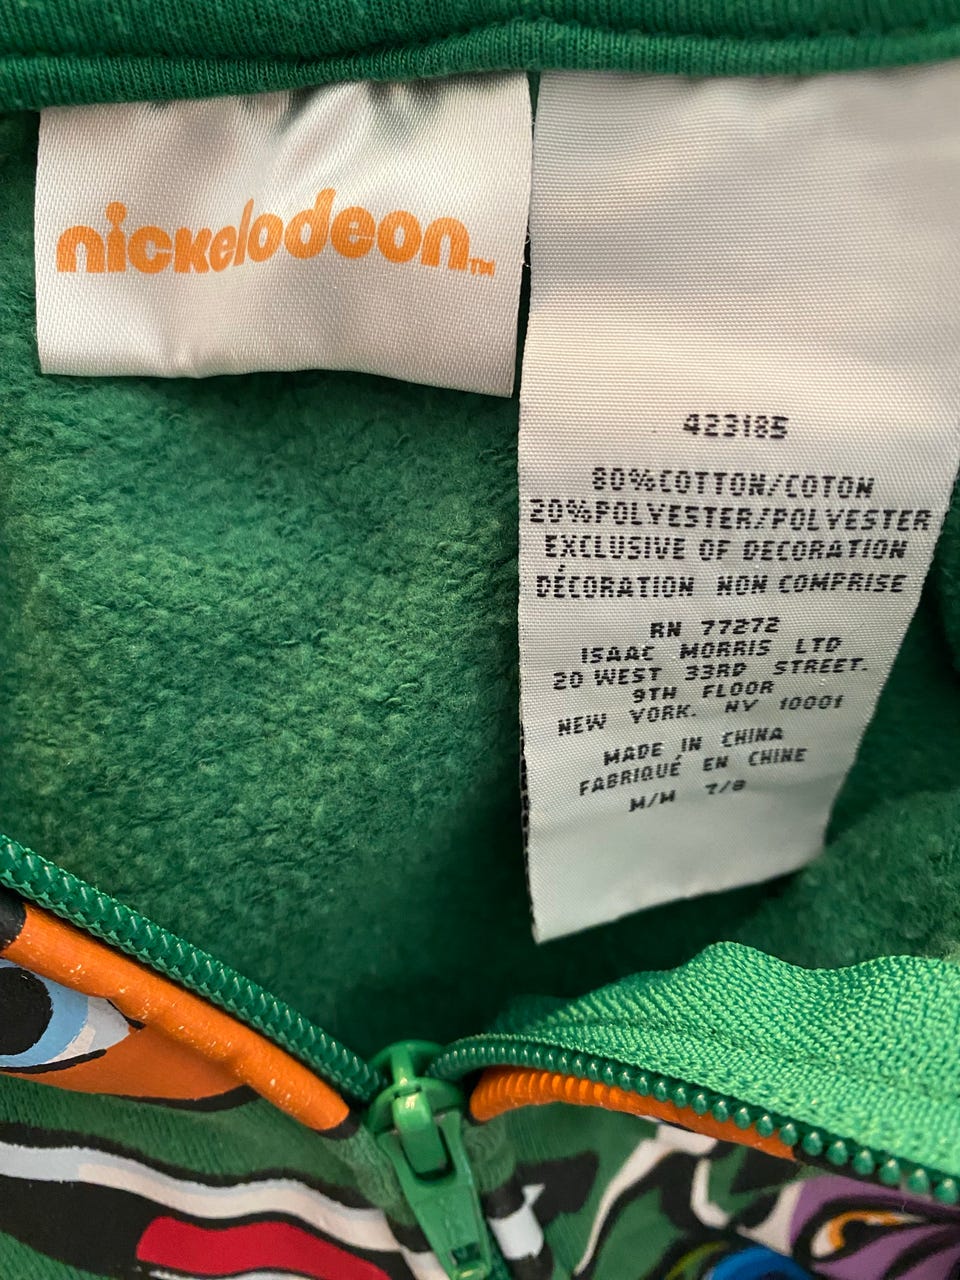 nickelodeon™
423185
80%COTTON/COTON
20%POLYESTER/POLYESTER
EXCLUSIVE OF DECORATION
DÉCORATION NON COMPRISE
RN 77272
ISAAC MORRIS LTD
20 WEST 33RD STREET.
9TH FLOOR
NEW YORK. NY 10001
MADE IN CHINA
FABRIQUÉ EN CHINE
M/M 7/8